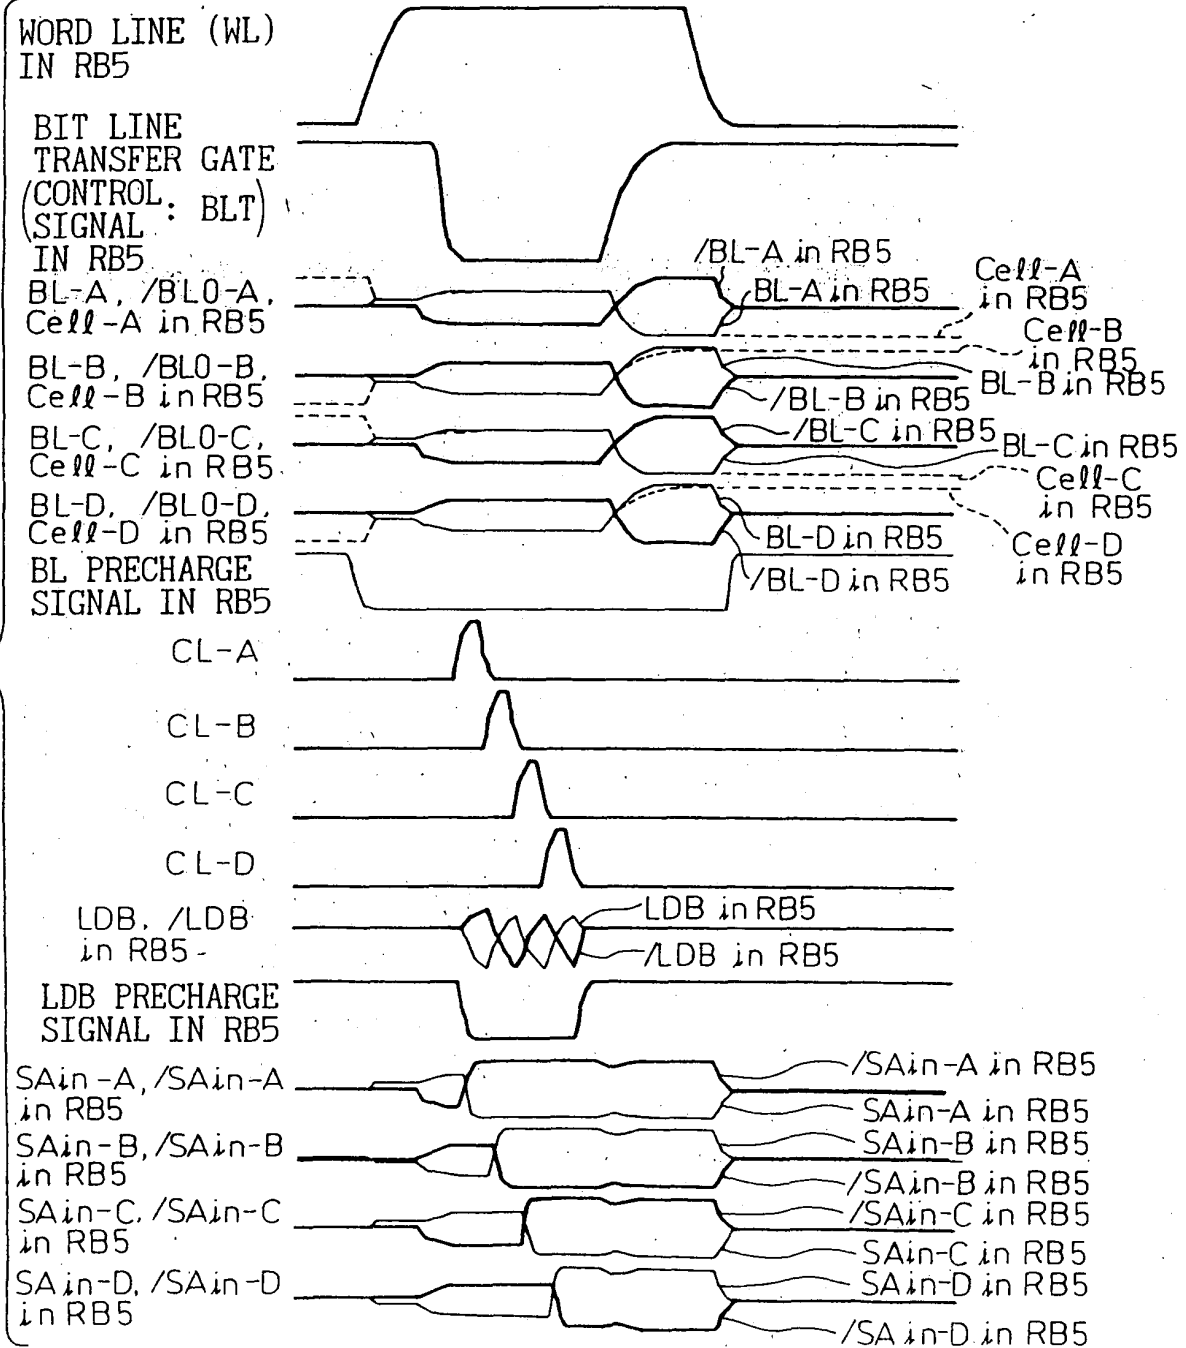 WORD LINE (WL)
IN RB5
BIT LINE
TRANSFER GATE
(CONTROL
SIGNAL : BLT)
IN RB5
/BL-A in RB5
BL-A in RB5
Cell-A
in RB5
BL-A, /BLO-A,
Cell-A in RB5
Cell-B
in RB5
BL-B, /BLO-B,
Cell-B in RB5
BL-B in RB5
/BL-B in RB5
/BL-C in RB5
BL-C, /BLO-C,
Cell-C in RB5
BL-C in RB5
Cell-C
in RB5
BL-D, /BLO-D,
Cell-D in RB5
BL-D in RB5
Cell-D
in RB5
/BL-D in RB5
BL PRECHARGE
SIGNAL IN RB5
CL-A
CL-B
CL-C
CL-D
LDB, /LDB
in RB5
LDB in RB5
/LDB in RB5
LDB PRECHARGE
SIGNAL IN RB5
SAin-A, /SAin-A
in RB5
/SAin-A in RB5
SAin-A in RB5
SAin-B, /SAin-B
in RB5
SAin-B in RB5
/SAin-B in RB5
SAin-C, /SAin-C
in RB5
/SAin-C in RB5
SAin-C in RB5
SAin-D, /SAin-D
in RB5
SAin-D in RB5
/SAin-D in RB5